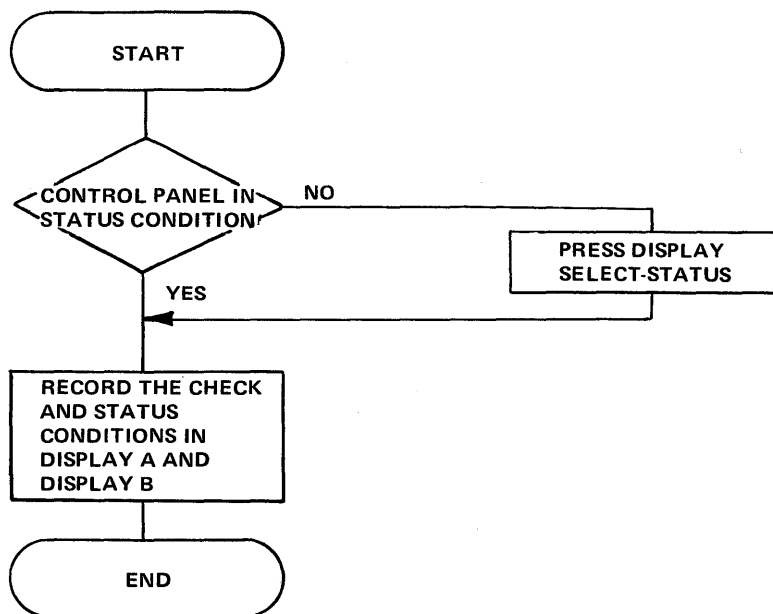 START
CONTROL PANEL IN
STATUS CONDITION
NO
PRESS DISPLAY
SELECT-STATUS
YES
RECORD THE CHECK
AND STATUS
CONDITIONS IN
DISPLAY A AND
DISPLAY B
END